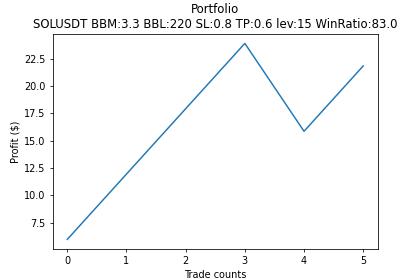 Portfolio
SOLUSDT BBM:3.3 BBL:220 SL:0.8 TP:0.6 lev:15 WinRatio:83.0
22.5
20.0
17.5
15.0
12.5
10.0
7.5
Profit ($)
0 1 2 3 4 5
Trade counts